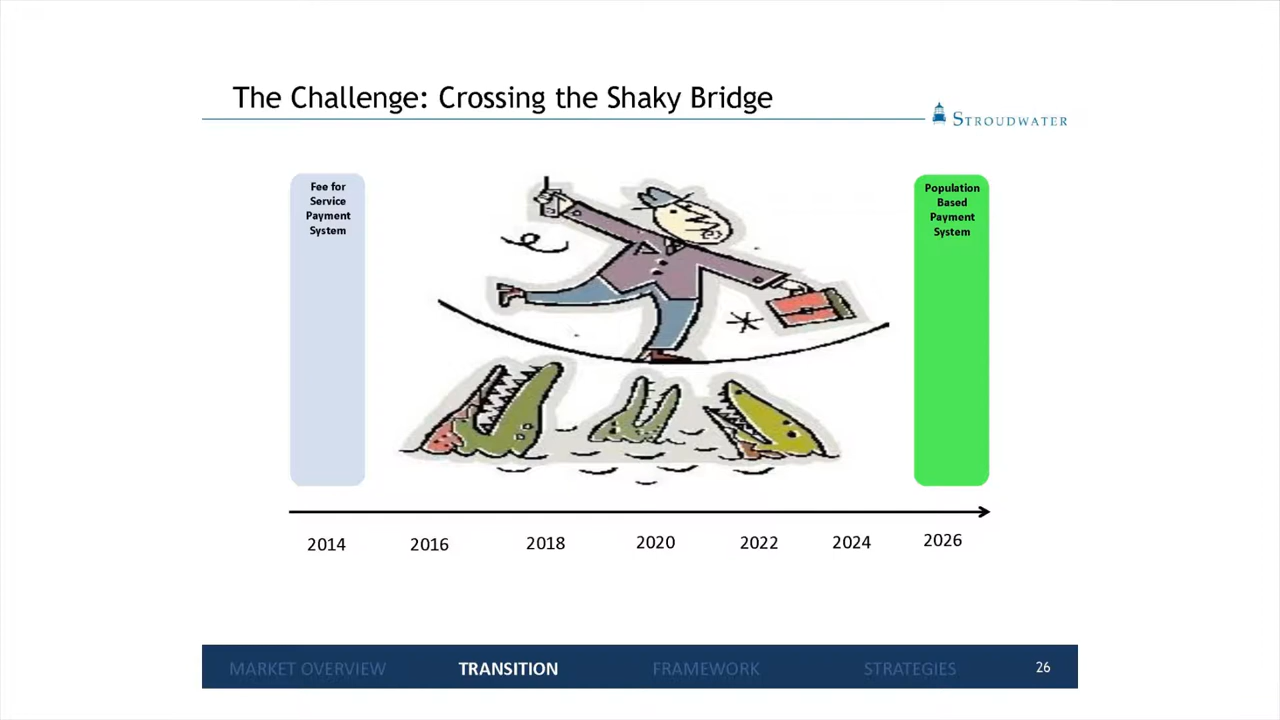 The Challenge: Crossing the Shaky Bridge
STROUDWATER
Fee for
Service
Payment
System
Population
Based
Payment
System
2014 2016 2018 2020 2022 2024 2026
MARKET OVERVIEW TRANSITION FRAMEWORK STRATEGIES 26